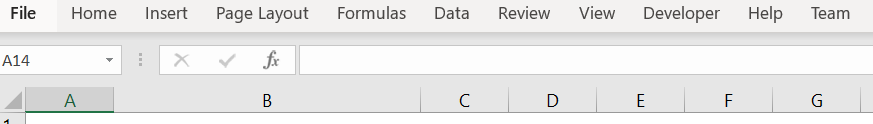 File Home Insert Page Layout Formulas Data Review View Developer Help Team
A14 fx
A B C D E F G
1